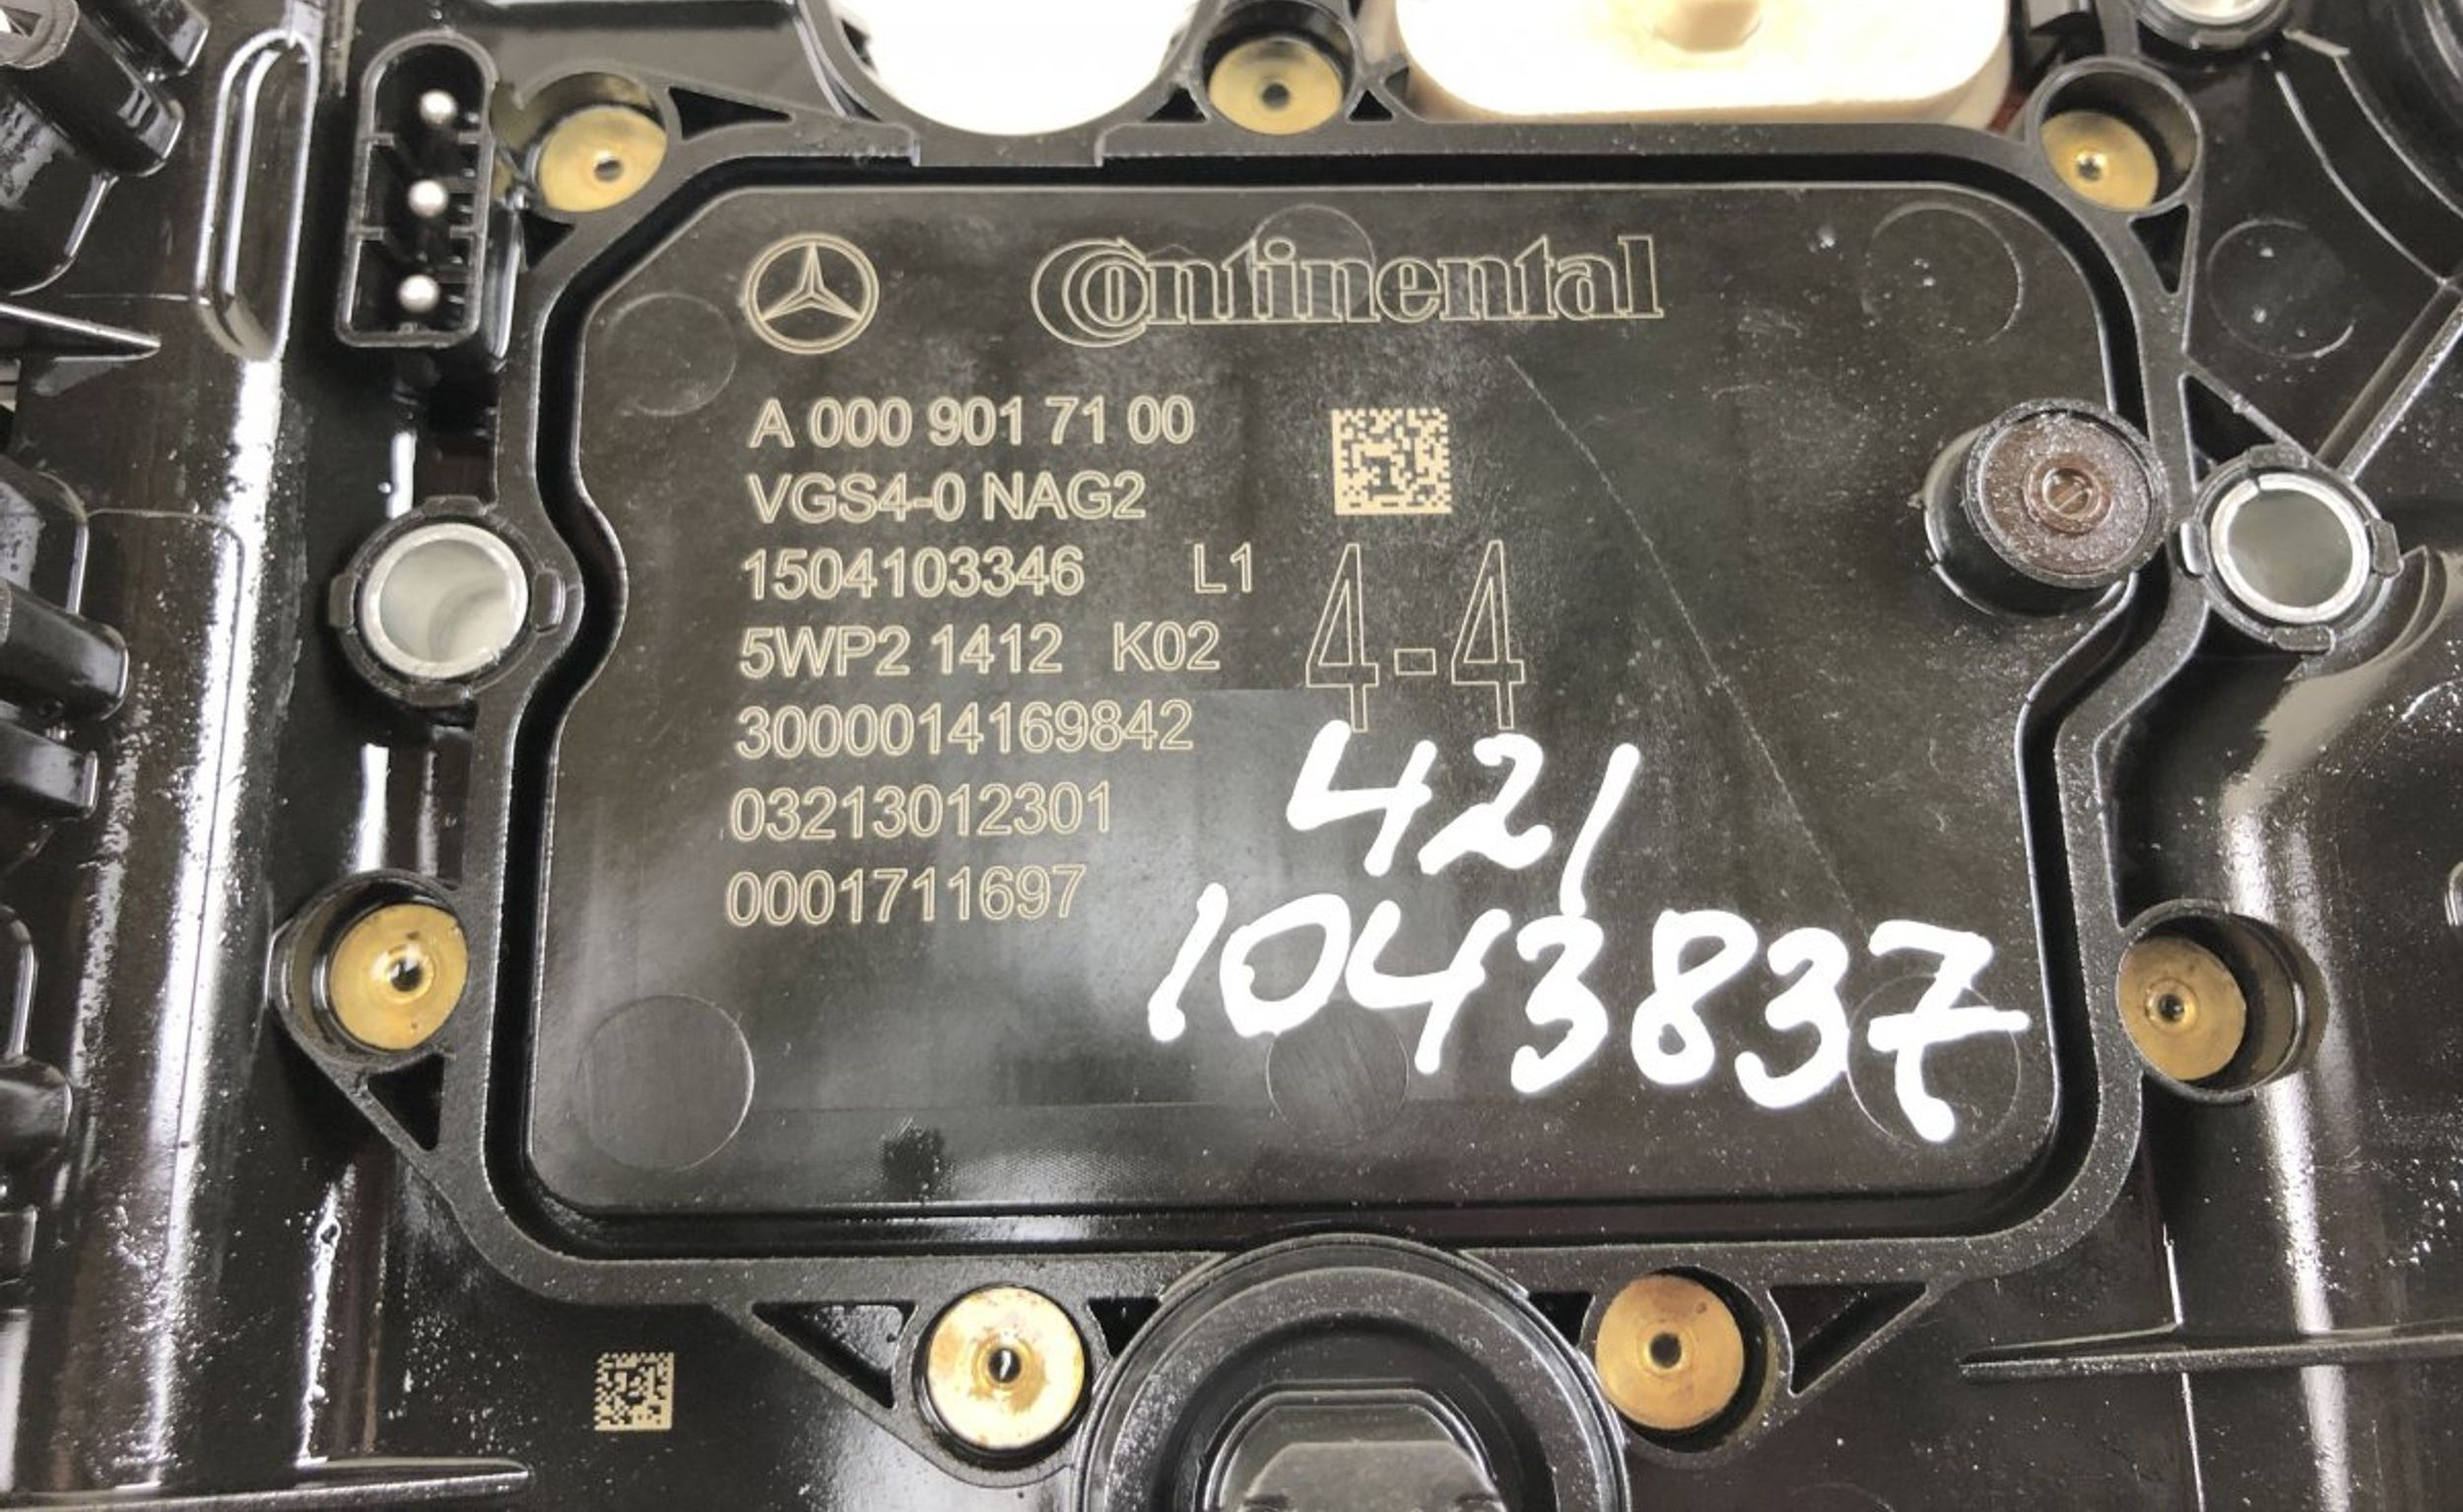 Continental
A 000 901 71 00
VGS4-0 NAG2
1504103346 L1
5WP2 1412 K02
4-4
3000014169842
03213012301
0001711697
421
1043837